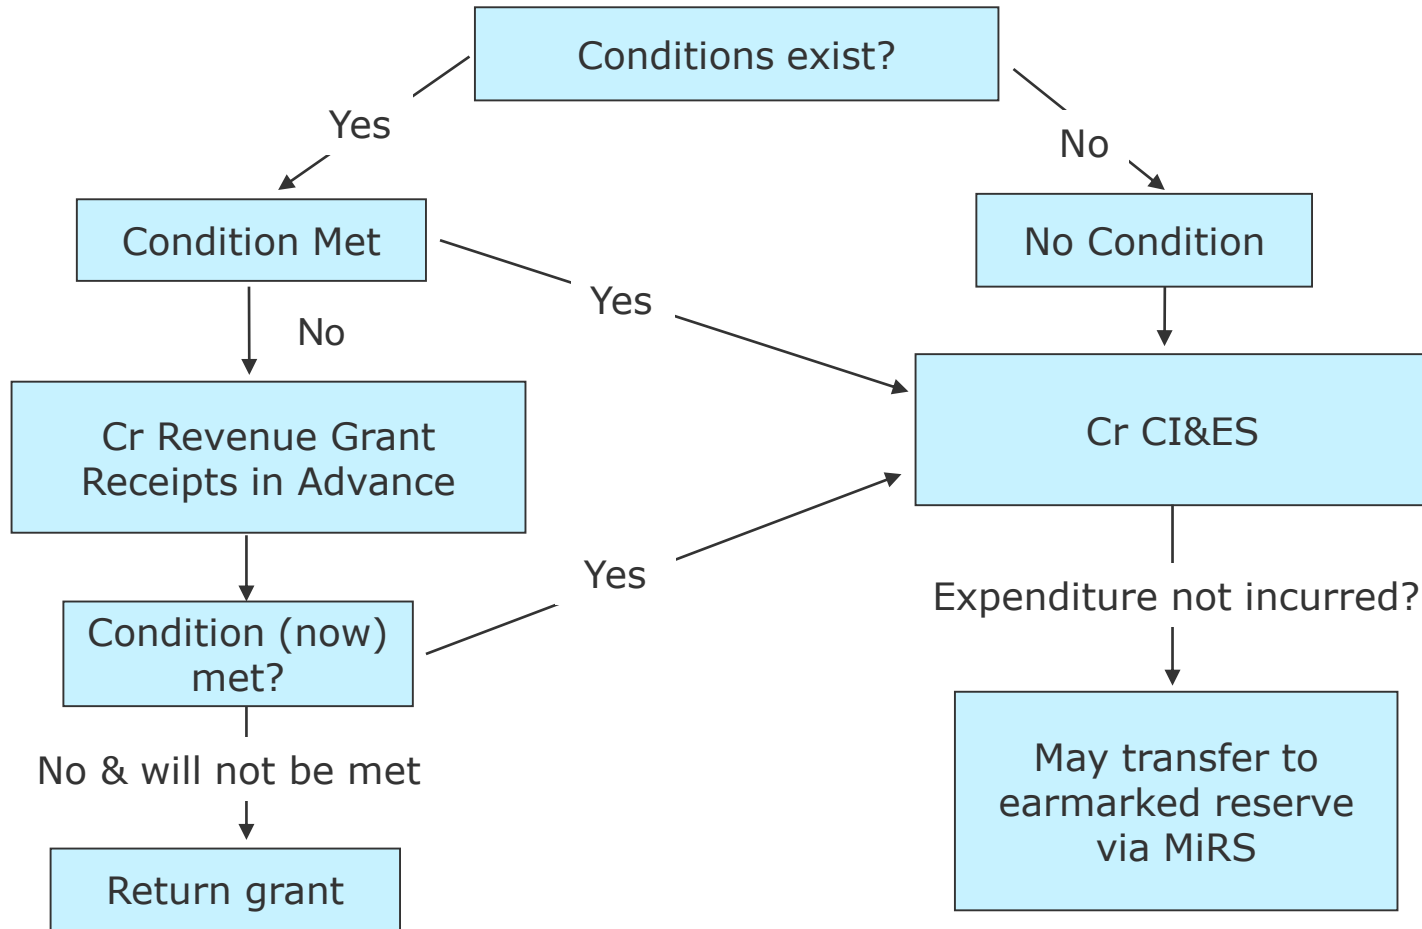 Conditions exist?
Yes
No
Condition Met
No Condition
Yes
No
Cr Revenue Grant
Receipts in Advance
Cr CI&ES
Yes
Expenditure not incurred?
Condition (now)
met?
No & will not be met
May transfer to
earmarked reserve
via MiRS
Return grant